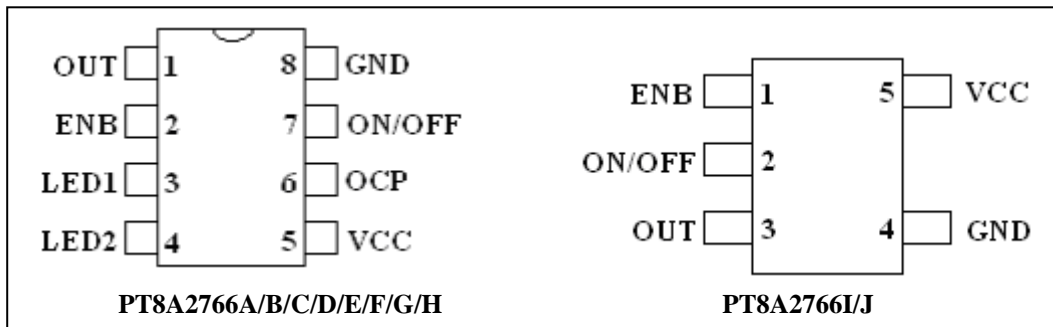 OUT 1 8 GND
ENB 2 7 ON/OFF
LED1 3 6 OCP
LED2 4 5 VCC
PT8A2766A/B/C/D/E/F/G/H
ENB 1 5 VCC
ON/OFF 2
OUT 3 4 GND
PT8A2766I/J